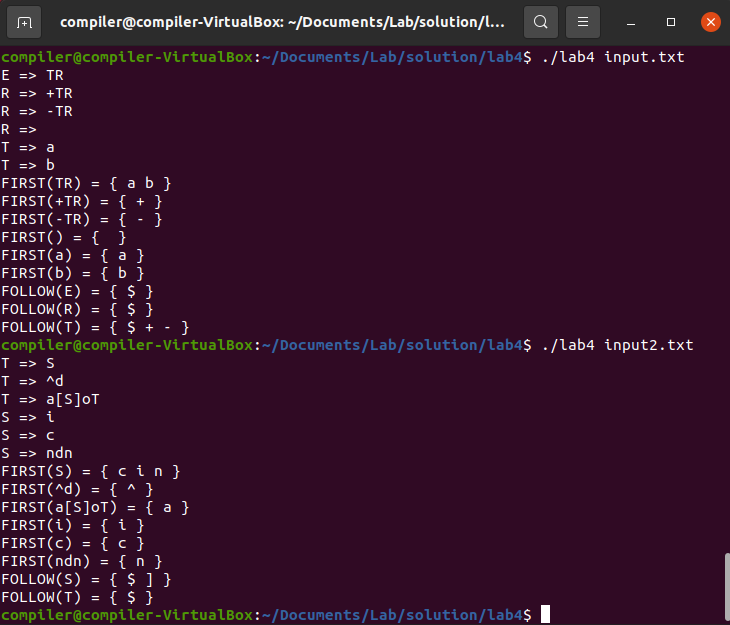 compiler@compiler-VirtualBox: ~/Documents/Lab/solution/l...
compiler@compiler-VirtualBox:~/Documents/Lab/solution/lab4$ ./lab4 input.txt
E => TR
R => +TR
R => -TR
R =>
T => a
T => b
FIRST(TR) = { a b }
FIRST(+TR) = { + }
FIRST(-TR) = { - }
FIRST() = {  }
FIRST(a) = { a }
FIRST(b) = { b }
FOLLOW(E) = { $ }
FOLLOW(R) = { $ }
FOLLOW(T) = { $ + - }
compiler@compiler-VirtualBox:~/Documents/Lab/solution/lab4$ ./lab4 input2.txt
T => S
T => ^d
T => a[S]oT
S => i
S => c
S => ndn
FIRST(S) = { c i n }
FIRST(^d) = { ^ }
FIRST(a[S]oT) = { a }
FIRST(i) = { i }
FIRST(c) = { c }
FIRST(ndn) = { n }
FOLLOW(S) = { $ ] }
FOLLOW(T) = { $ }
compiler@compiler-VirtualBox:~/Documents/Lab/solution/lab4$